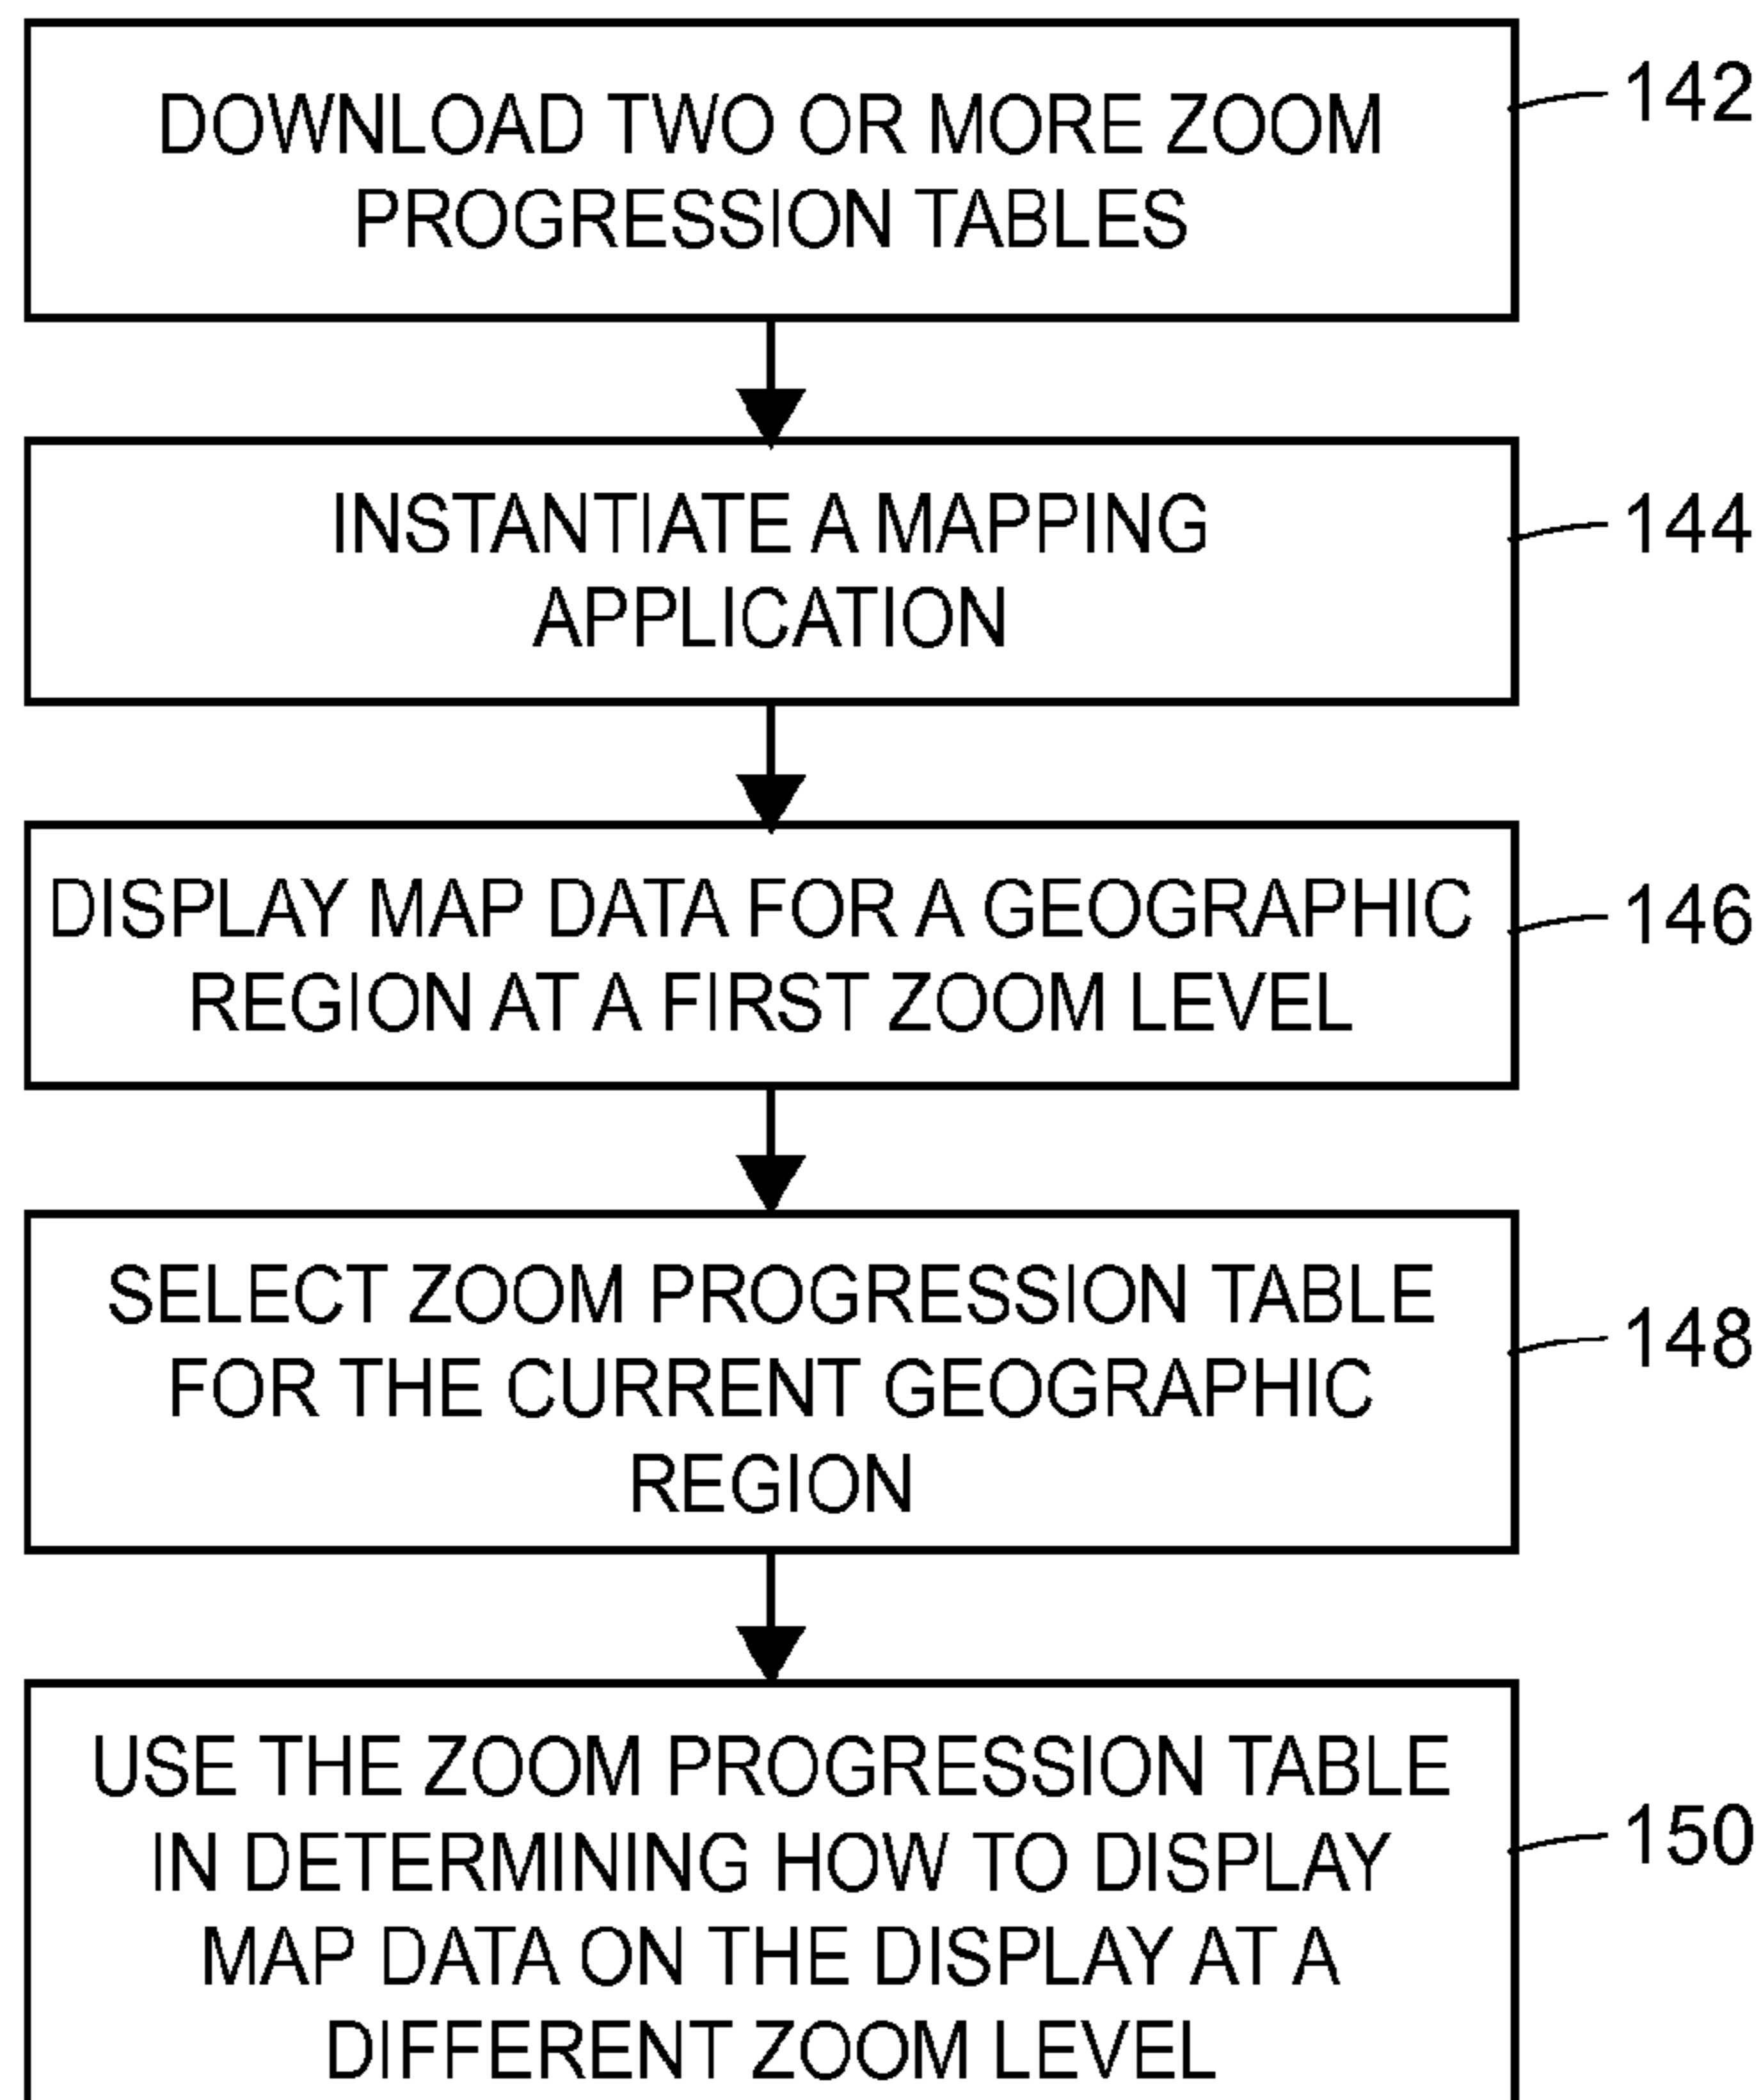 DOWNLOAD TWO OR MORE ZOOM
PROGRESSION TABLES
142
INSTANTIATE A MAPPING
APPLICATION
144
DISPLAY MAP DATA FOR A GEOGRAPHIC
REGION AT A FIRST ZOOM LEVEL
146
SELECT ZOOM PROGRESSION TABLE
FOR THE CURRENT GEOGRAPHIC
REGION
148
USE THE ZOOM PROGRESSION TABLE
IN DETERMINING HOW TO DISPLAY
MAP DATA ON THE DISPLAY AT A
DIFFERENT ZOOM LEVEL
150